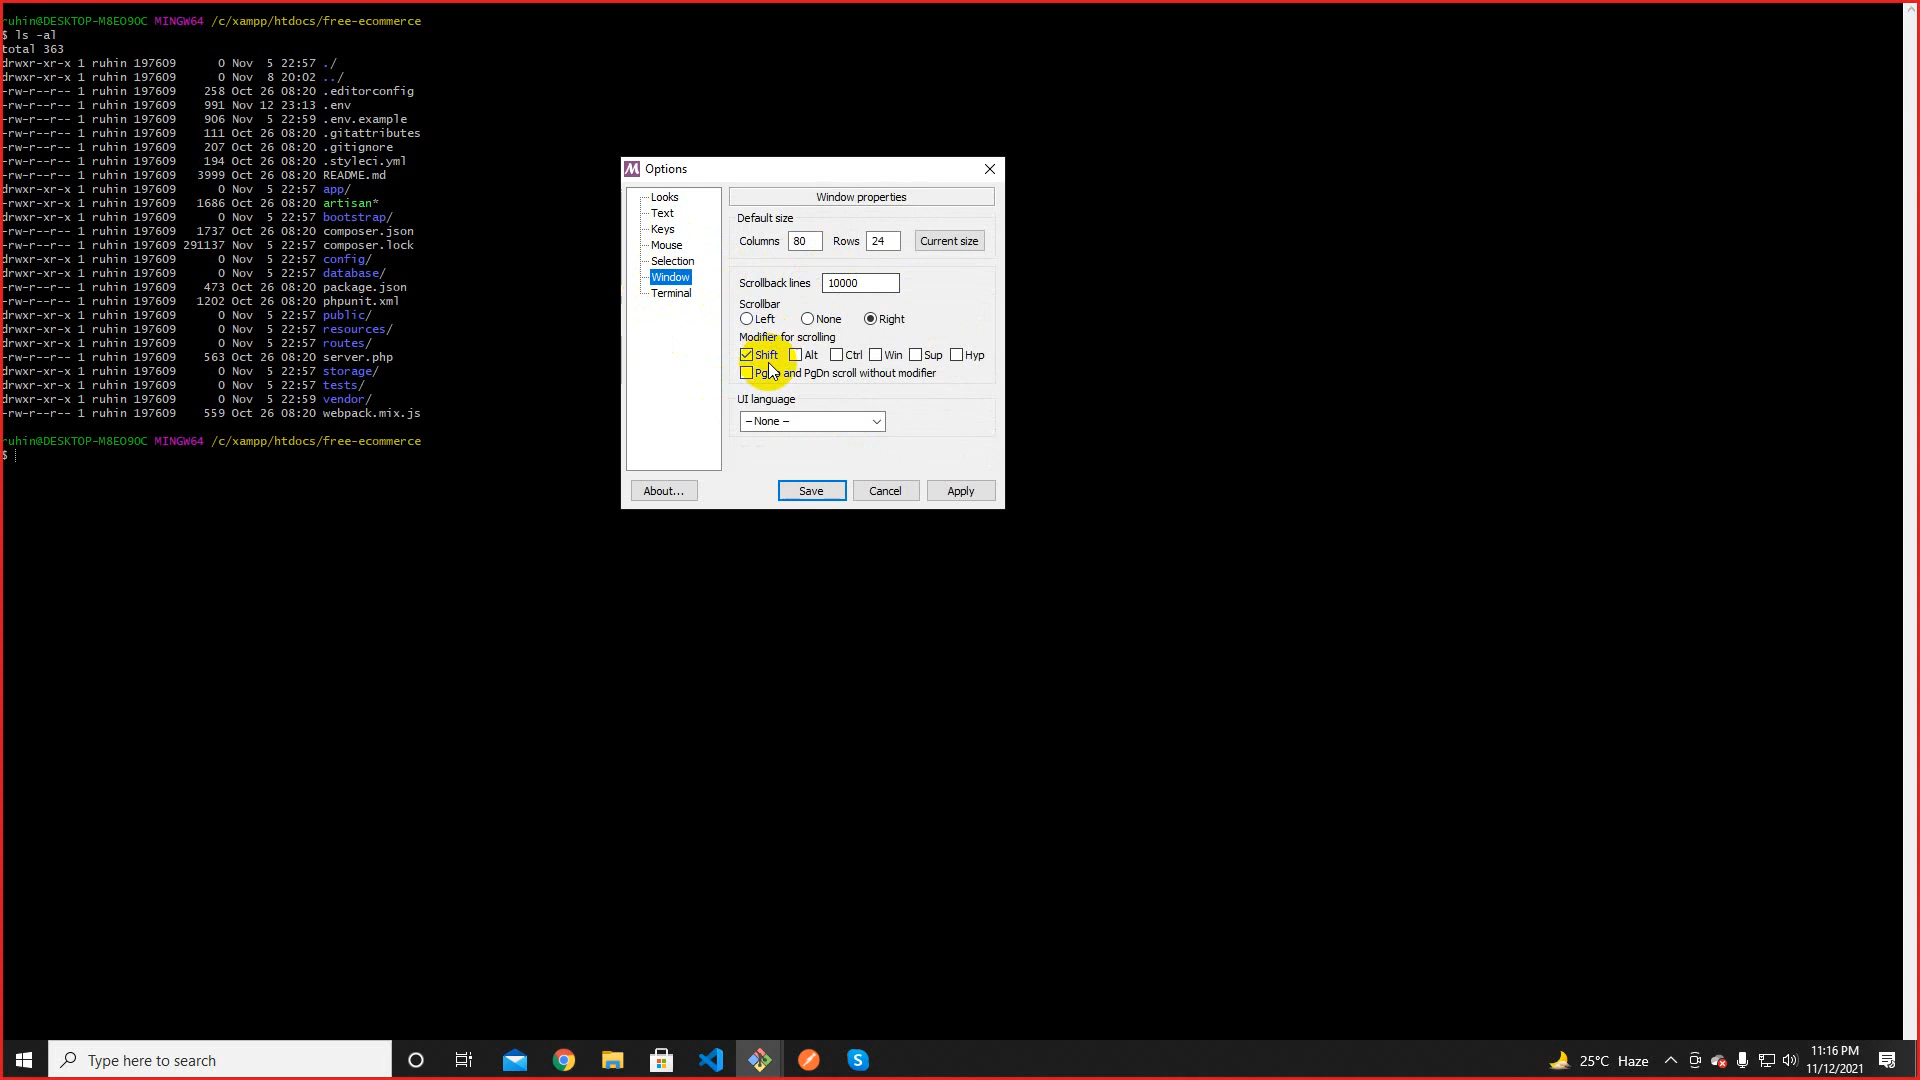 ruhin@DESKTOP-M8EO9OC MINGW64 /c/xampp/htdocs/free-ecommerce
$ ls -al
total 363
drwxr-xr-x 1 ruhin 197609      0 Nov  5 22:57 ./
drwxr-xr-x 1 ruhin 197609      0 Nov  8 20:02 ../
-rw-r--r-- 1 ruhin 197609    258 Oct 26 08:20 .editorconfig
-rw-r--r-- 1 ruhin 197609    991 Nov 12 23:13 .env
-rw-r--r-- 1 ruhin 197609    906 Nov  5 22:59 .env.example
-rw-r--r-- 1 ruhin 197609    111 Oct 26 08:20 .gitattributes
-rw-r--r-- 1 ruhin 197609    207 Oct 26 08:20 .gitignore
-rw-r--r-- 1 ruhin 197609    194 Oct 26 08:20 .styleci.yml
-rw-r--r-- 1 ruhin 197609   3999 Oct 26 08:20 README.md
drwxr-xr-x 1 ruhin 197609      0 Nov  5 22:57 app/
-rw-r--r-- 1 ruhin 197609   1686 Oct 26 08:20 artisan*
drwxr-xr-x 1 ruhin 197609      0 Nov  5 22:57 bootstrap/
-rw-r--r-- 1 ruhin 197609   1737 Oct 26 08:20 composer.json
-rw-r--r-- 1 ruhin 197609 291137 Nov  5 22:57 composer.lock
drwxr-xr-x 1 ruhin 197609      0 Nov  5 22:57 config/
drwxr-xr-x 1 ruhin 197609      0 Nov  5 22:57 database/
-rw-r--r-- 1 ruhin 197609    473 Oct 26 08:20 package.json
-rw-r--r-- 1 ruhin 197609   1202 Oct 26 08:20 phpunit.xml
drwxr-xr-x 1 ruhin 197609      0 Nov  5 22:57 public/
drwxr-xr-x 1 ruhin 197609      0 Nov  5 22:57 resources/
drwxr-xr-x 1 ruhin 197609      0 Nov  5 22:57 routes/
-rw-r--r-- 1 ruhin 197609    563 Oct 26 08:20 server.php
drwxr-xr-x 1 ruhin 197609      0 Nov  5 22:57 storage/
drwxr-xr-x 1 ruhin 197609      0 Nov  5 22:57 tests/
drwxr-xr-x 1 ruhin 197609      0 Nov  5 22:59 vendor/
-rw-r--r-- 1 ruhin 197609    559 Oct 26 08:20 webpack.mix.js
ruhin@DESKTOP-M8EO9OC MINGW64 /c/xampp/htdocs/free-ecommerce
$
Options
Looks
Text
Keys
Mouse
Selection
Window
Terminal
Window properties
Default size
Columns 80 Rows 24 Current size
Scrollback lines 10000
Scrollbar
Left None Right
Modifier for scrolling
Shift Alt Ctrl Win Sup Hyp
and PgDn scroll without modifier
UI language
– None –
About... Save Cancel Apply
Type here to search
25°C Haze
11:16 PM
11/12/2021